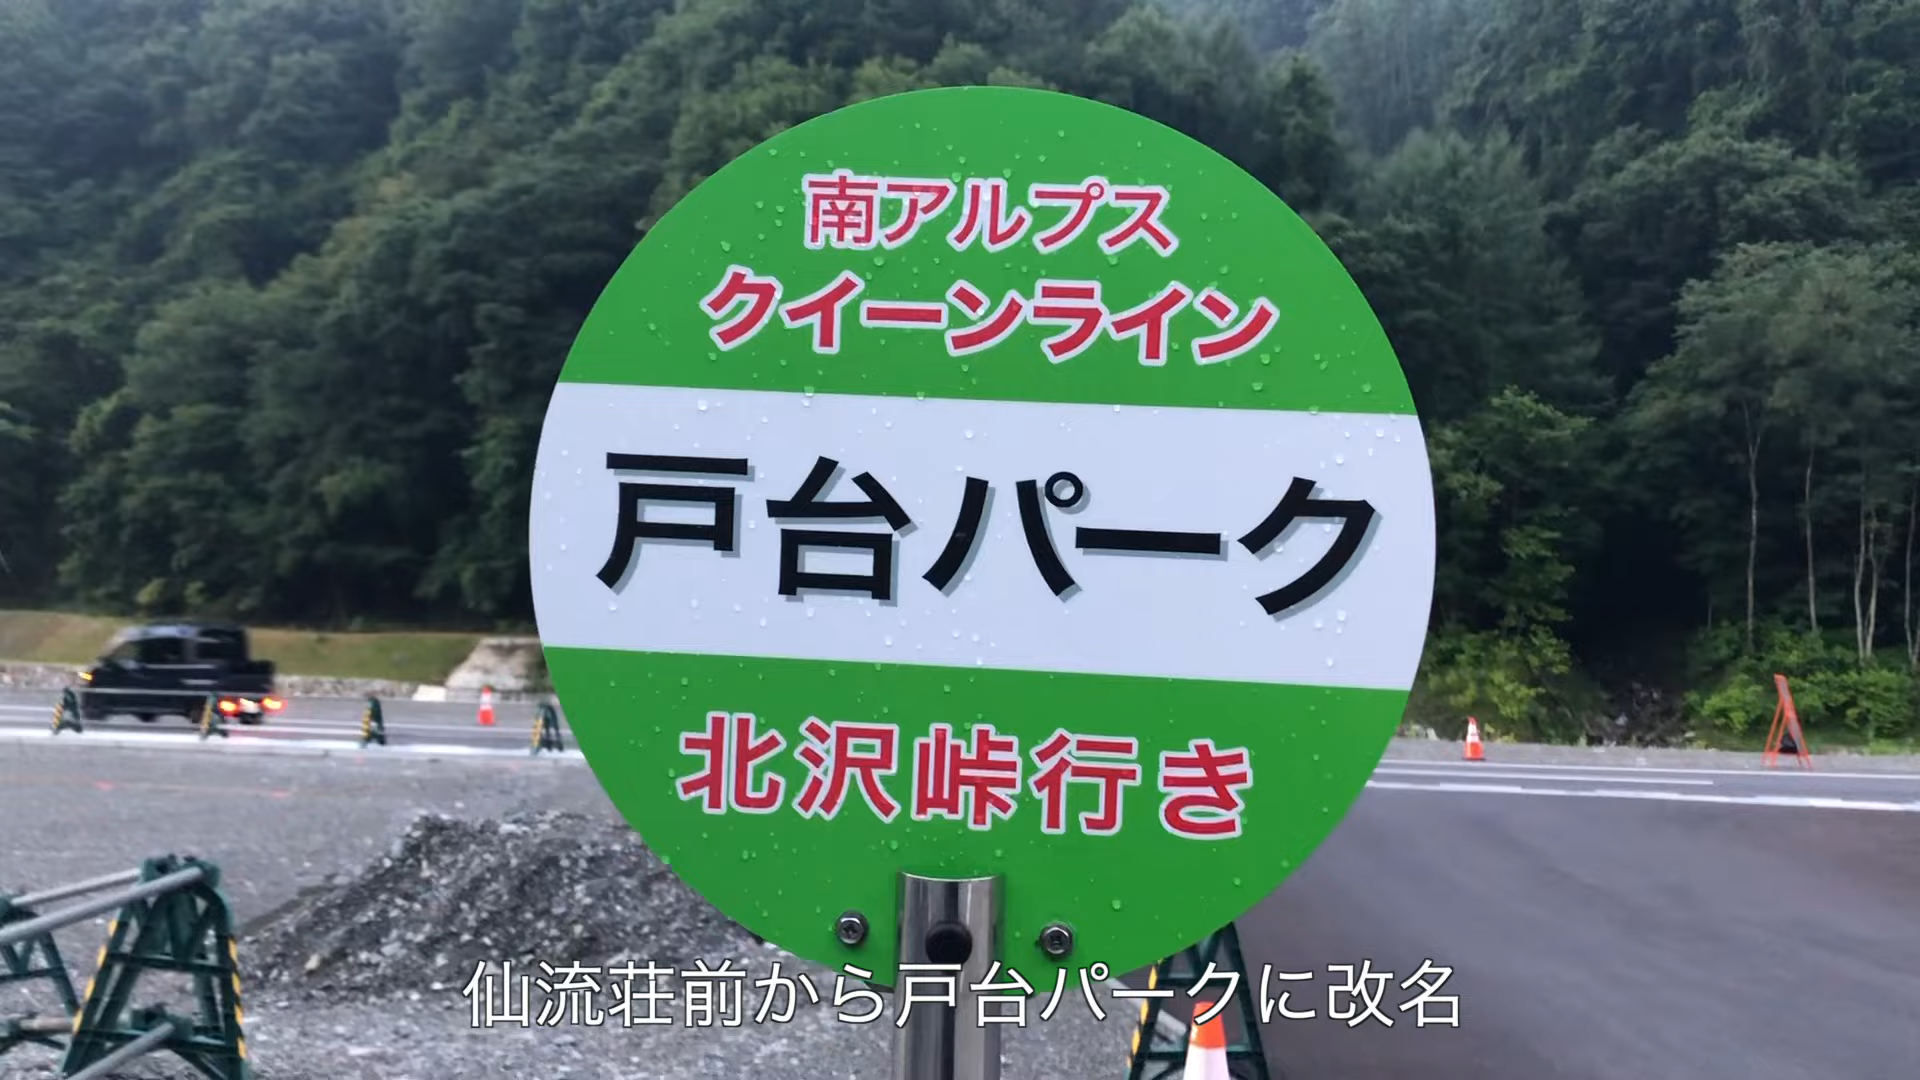 南アルプス
クイーンライン
戸台パーク
北沢峠行き
仙流荘前から戸台パークに改名